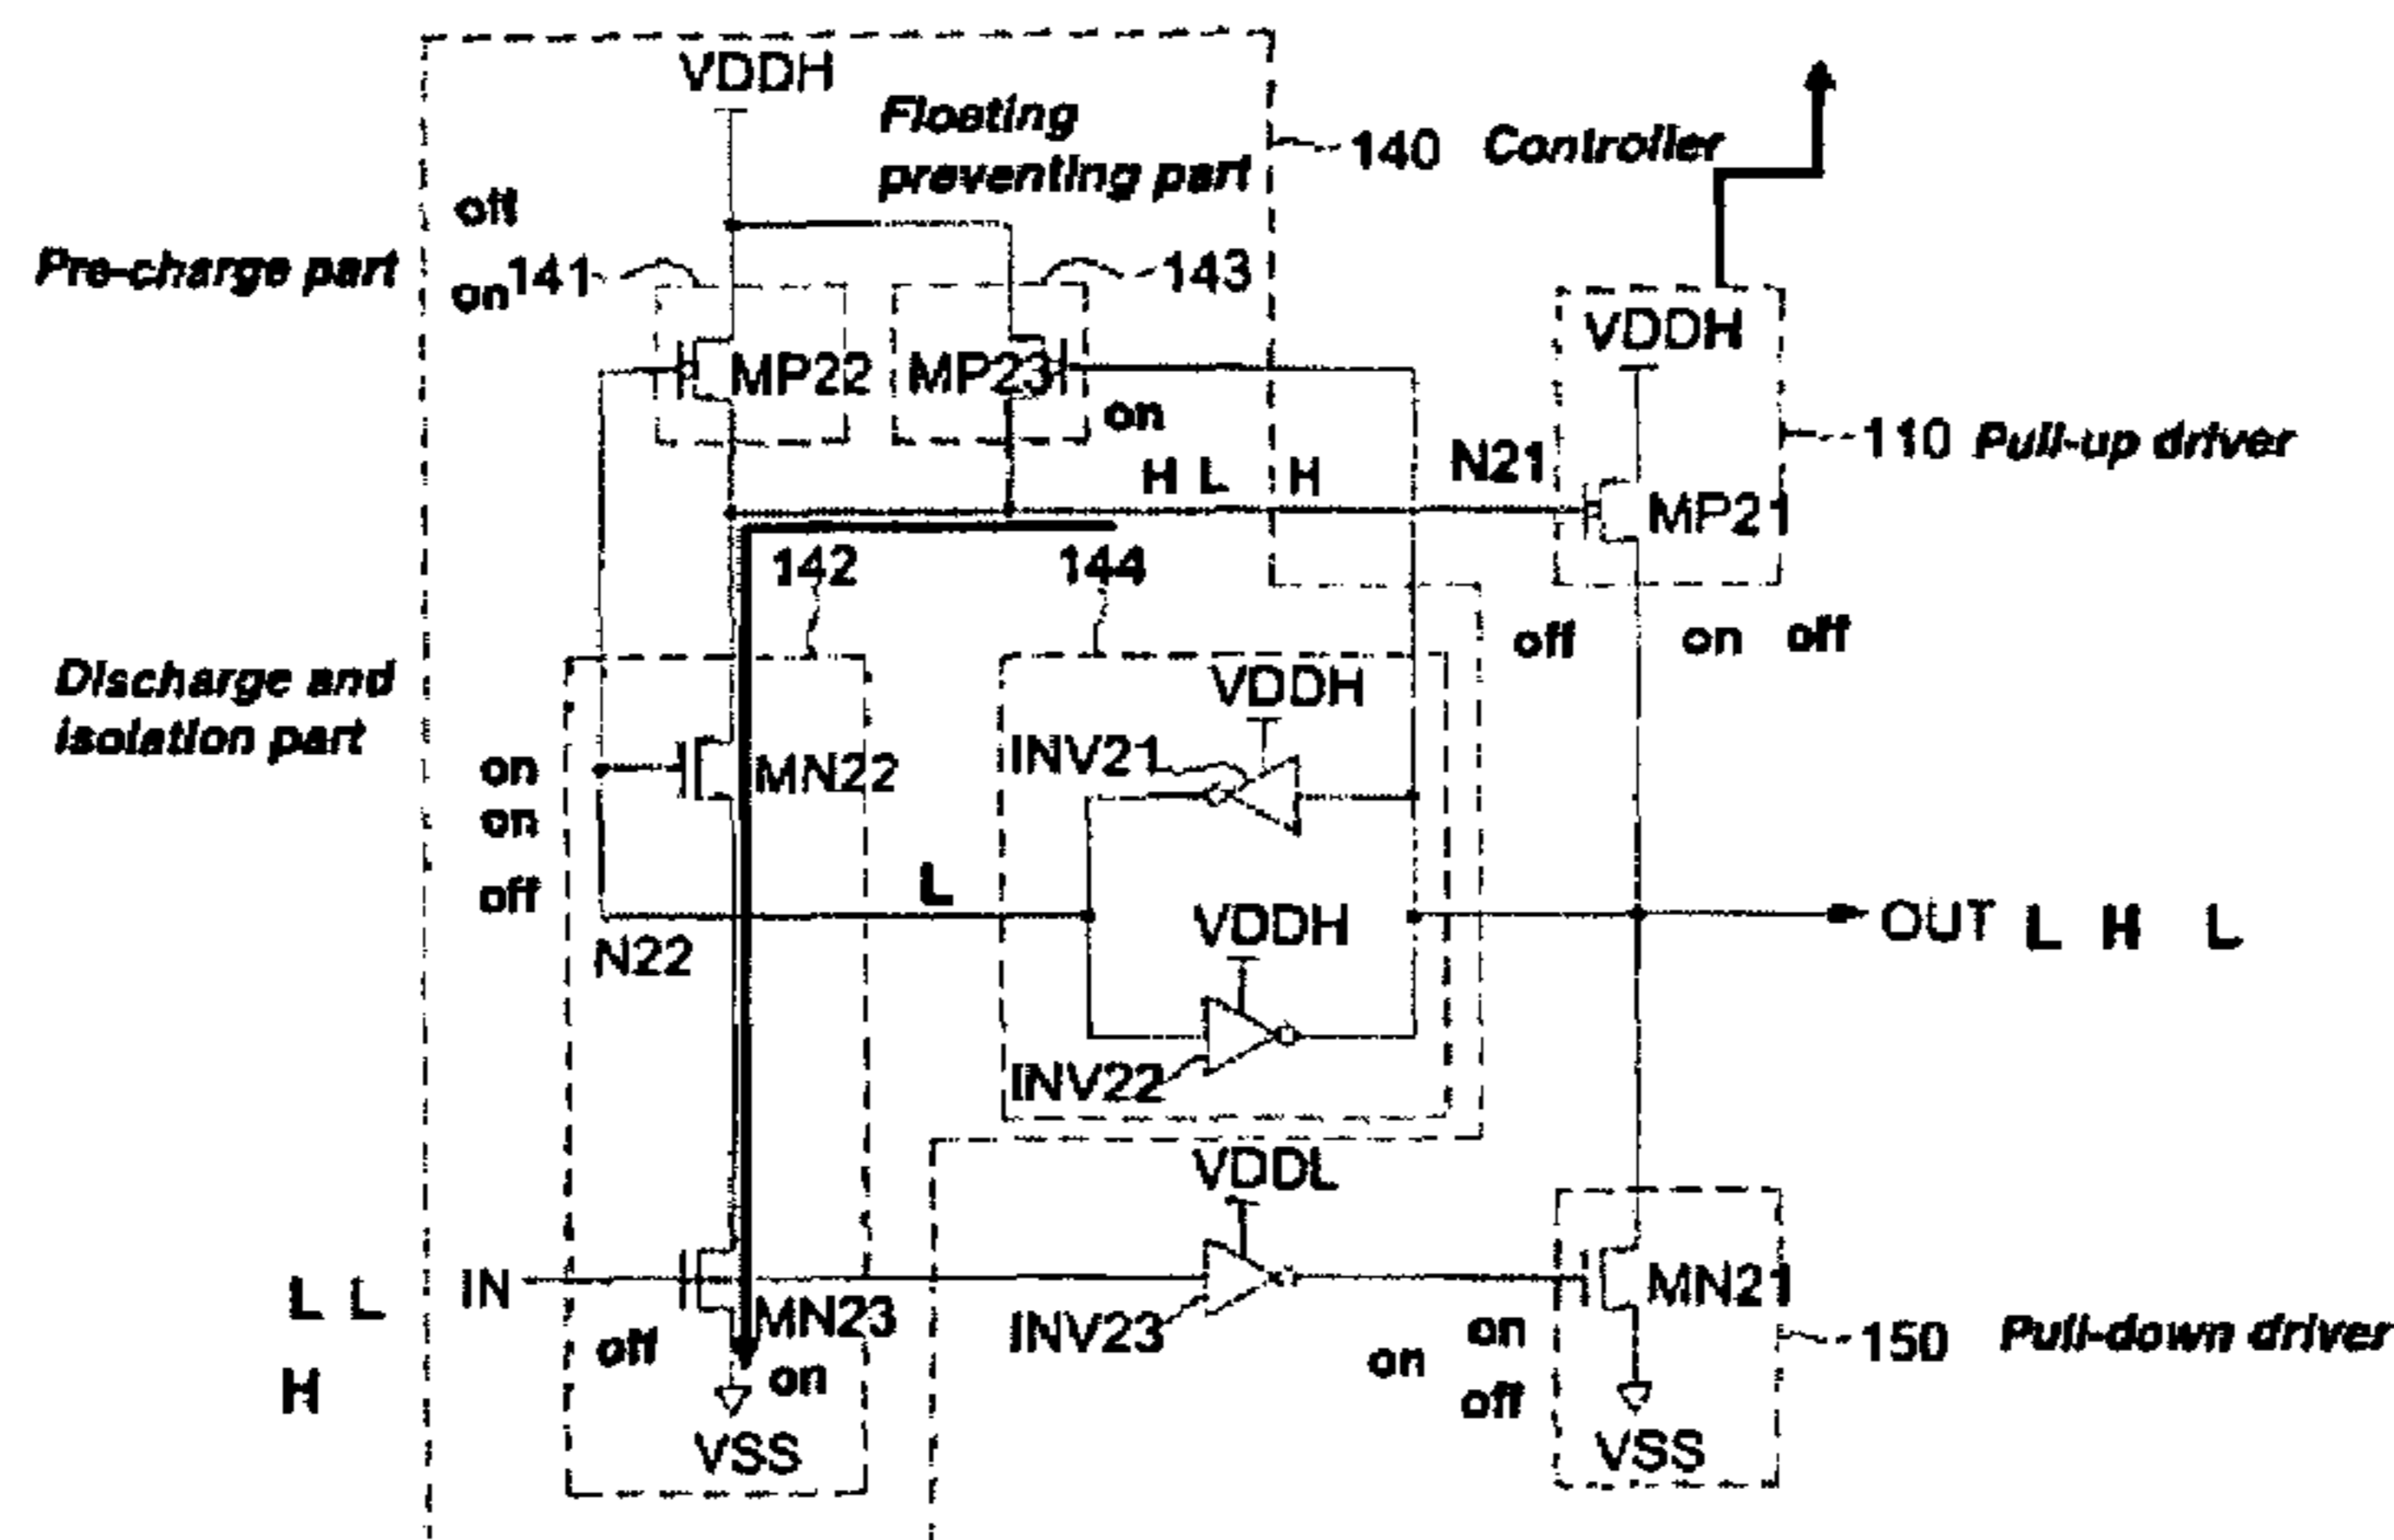 VDDH
Floating
preventing part
140 Controller
off
Pre-charge part
on 141
143
VDDH
MP22
MP23
on
110 Pull-up driver
H L H
N21
MP21
142
144
off on off
Discharge and
isolation part
VDDH
INV21
on
MN22
on
off
L
VDDH
OUT L H L
N22
INV22
VDDL
IN
L L
MN23
MN21
off
INV23
on
on
150 Pull-down driver
H
on
off
VSS
VSS